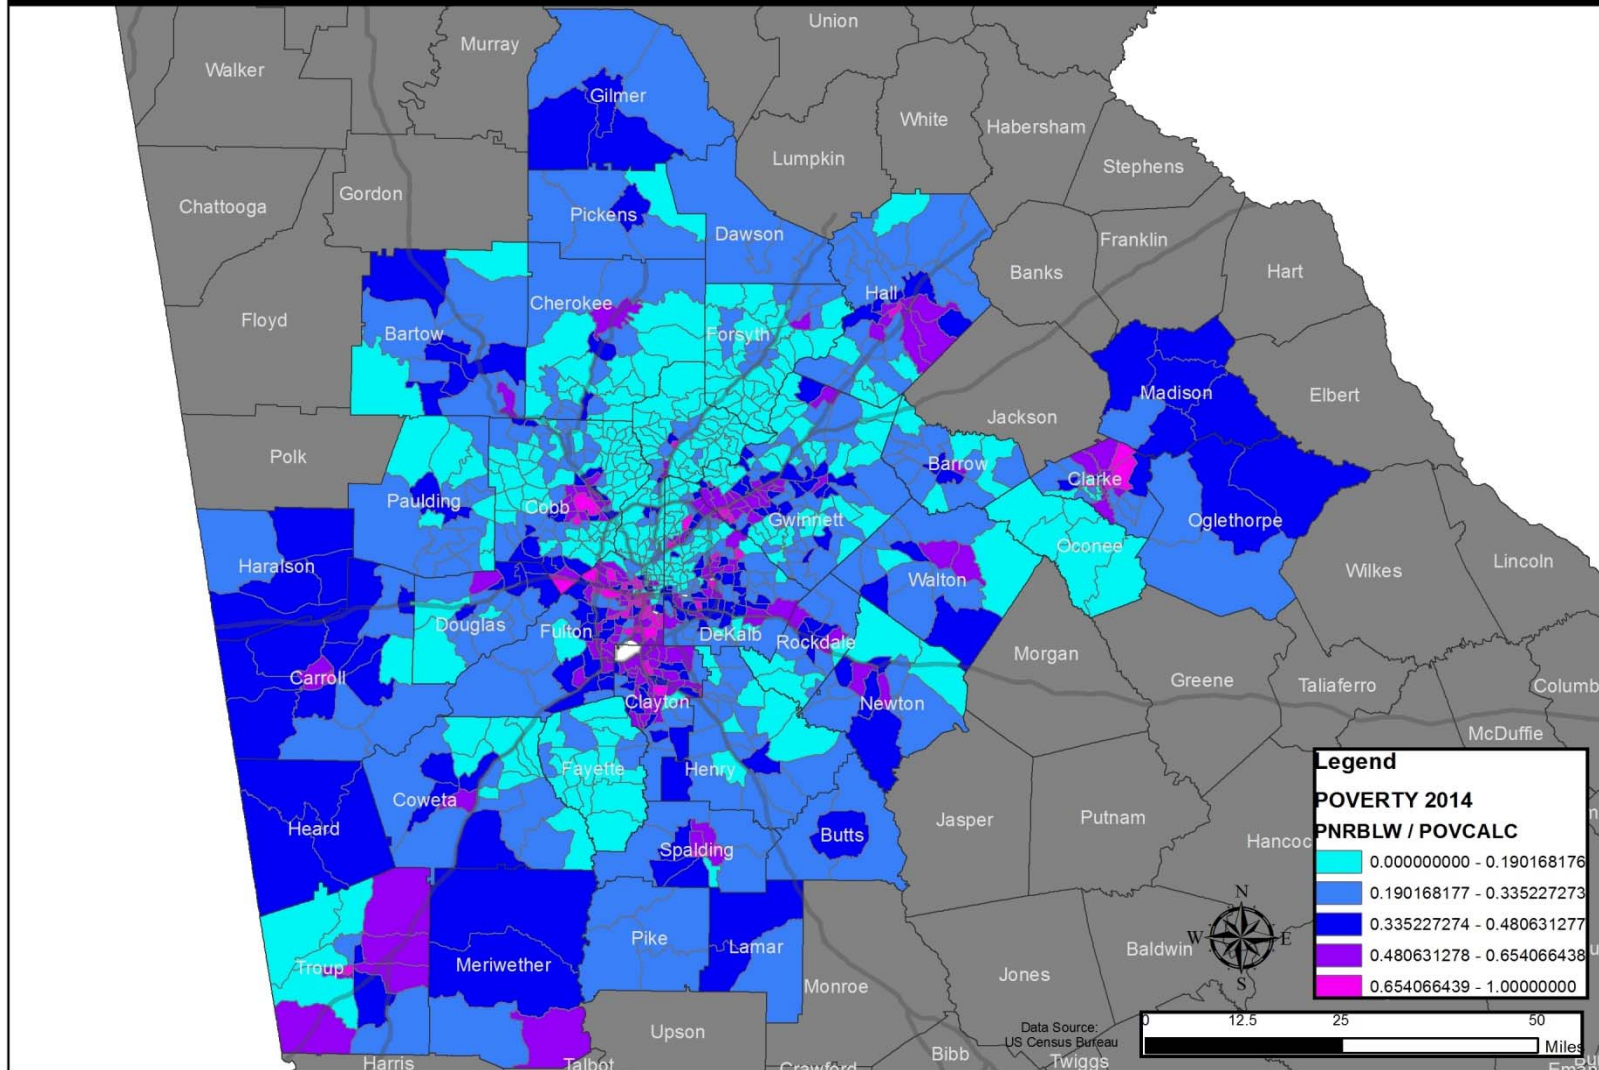 Union
Murray
Walker
Gilmer
White
Habersham
Lumpkin
Stephens
Gordon
Chattooga
Pickens
Dawson
Franklin
Banks
Hart
Hall
Cherokee
Floyd
Bartow
Forsyth
Madison
Elbert
Jackson
Polk
Barrow
Clarke
Paulding
Cobb
Gwinnett
Oglethorpe
Oconee
Lincoln
Haralson
Walton
Wilkes
Douglas
Fulton
DeKalb
Rockdale
Morgan
Carroll
Greene
Taliaferro
Columb
Clayton
Newton
McDuffie
Fayette
Henry
Coweta
Heard
Butts
Jasper
Putnam
Hancoc
Spalding
Pike
Lamar
Baldwin
Troup
Meriwether
Monroe
Jones
Upson
Harris
Talbot
Crawford
Bibb
Twiggs
Legend
POVERTY 2014
PNRBLW / POVCALC
0.000000000 - 0.190168176
0.190168177 - 0.335227273
0.335227274 - 0.480631277
0.480631278 - 0.654066438
0.654066439 - 1.00000000
N
W E
S
Data Source:
US Census Bureau
0 12.5 25 50
Miles